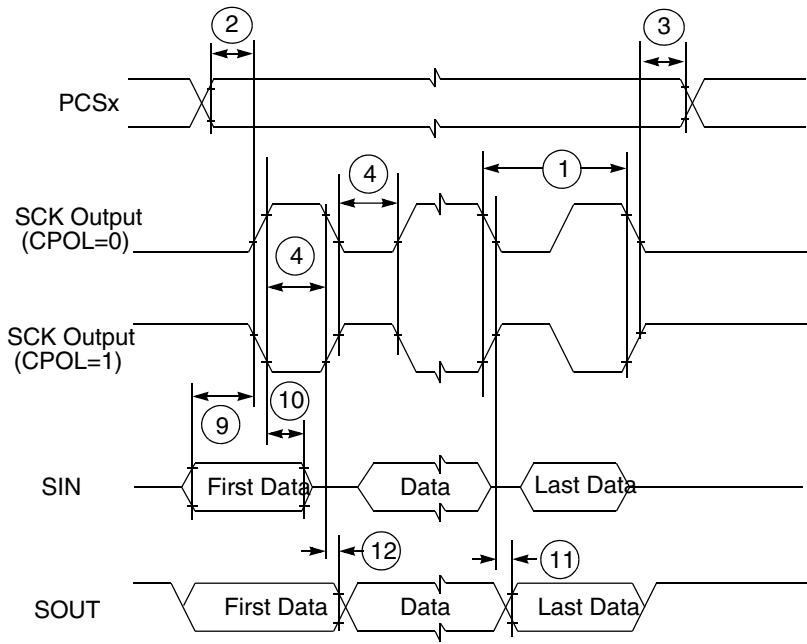 2
3
PCSx
4
1
SCK Output
(CPOL=0)
4
SCK Output
(CPOL=1)
9
10
SIN
First Data
Data
Last Data
12
11
SOUT
First Data
Data
Last Data